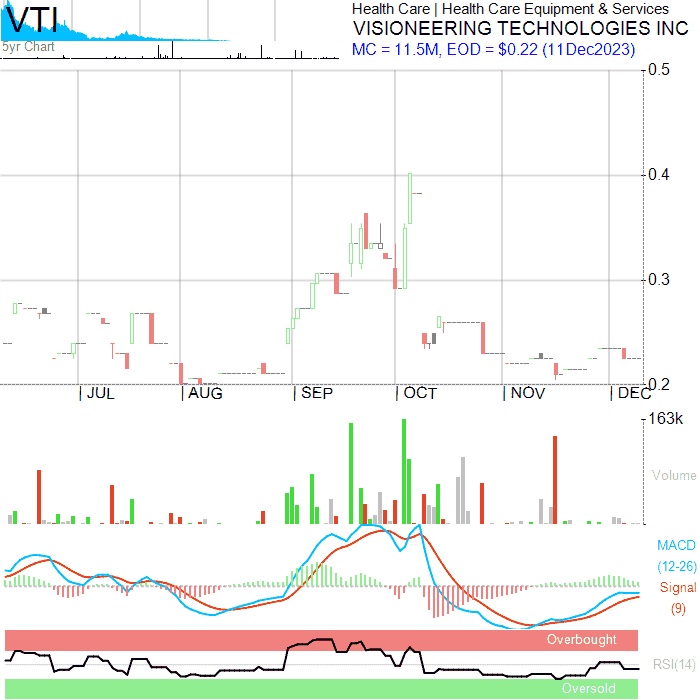 VTI
5yr Chart
Health Care | Health Care Equipment & Services
VISIONEERING TECHNOLOGIES INC
MC = 11.5M, EOD = $0.22 (11Dec2023)
0.5
0.4
0.3
0.2
JUL
AUG
SEP
OCT
NOV
DEC
163k
Volume
MACD
(12-26)
Signal
(9)
Overbought
RSI(14)
Oversold